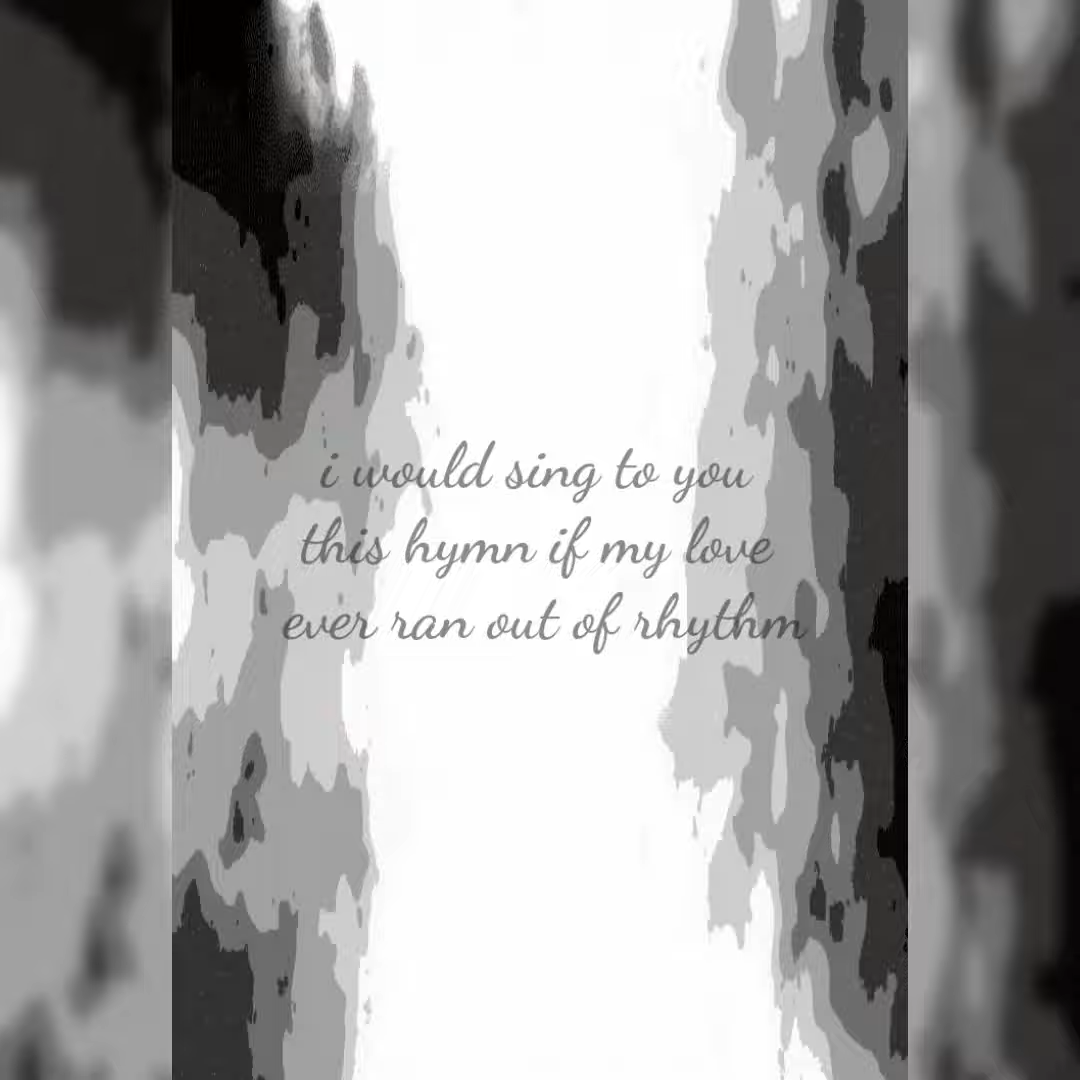 i would sing to you
this hymn if my love
ever ran out of rhythm